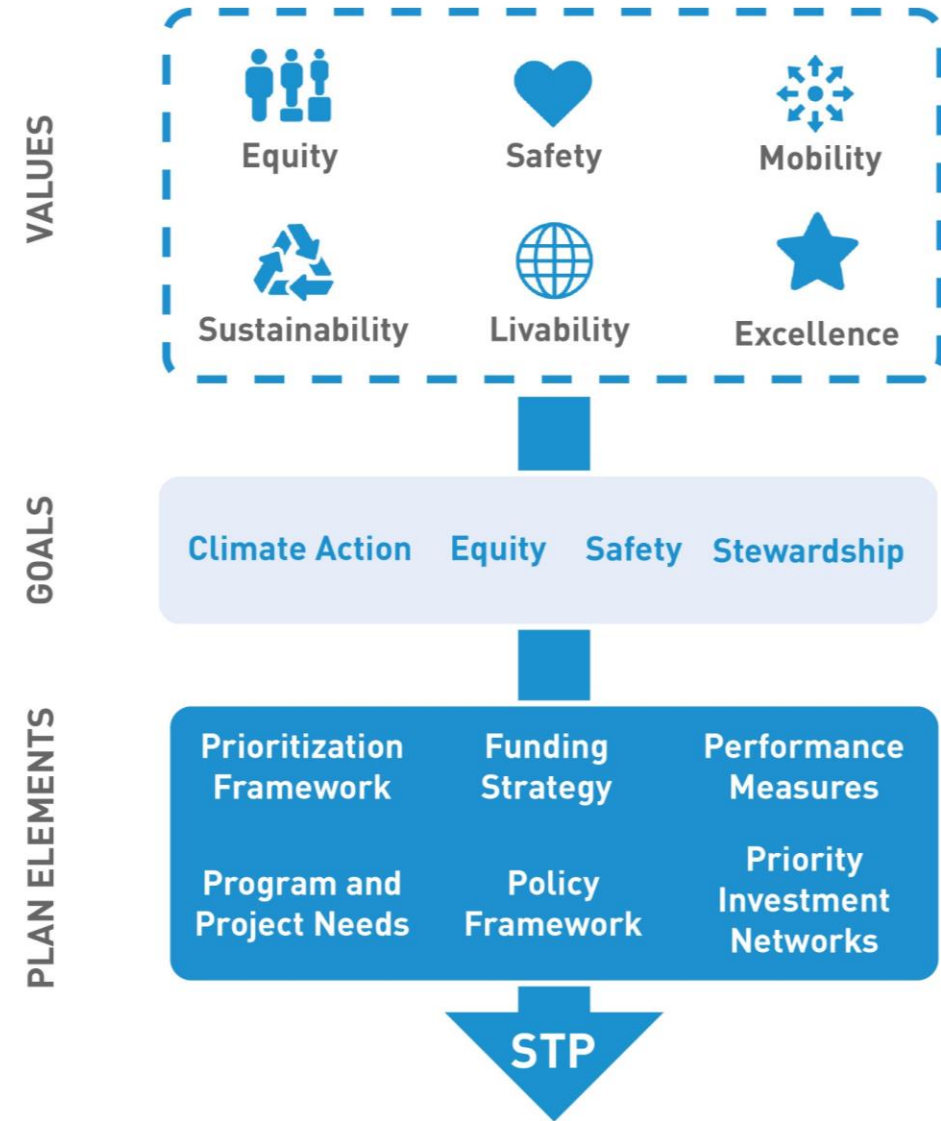 VALUES
Equity
Safety
Mobility
Sustainability
Livability
Excellence
GOALS
Climate Action
Equity
Safety
Stewardship
PLAN ELEMENTS
Prioritization
Framework
Funding
Strategy
Performance
Measures
Program and
Project Needs
Policy
Framework
Priority
Investment
Networks
STP